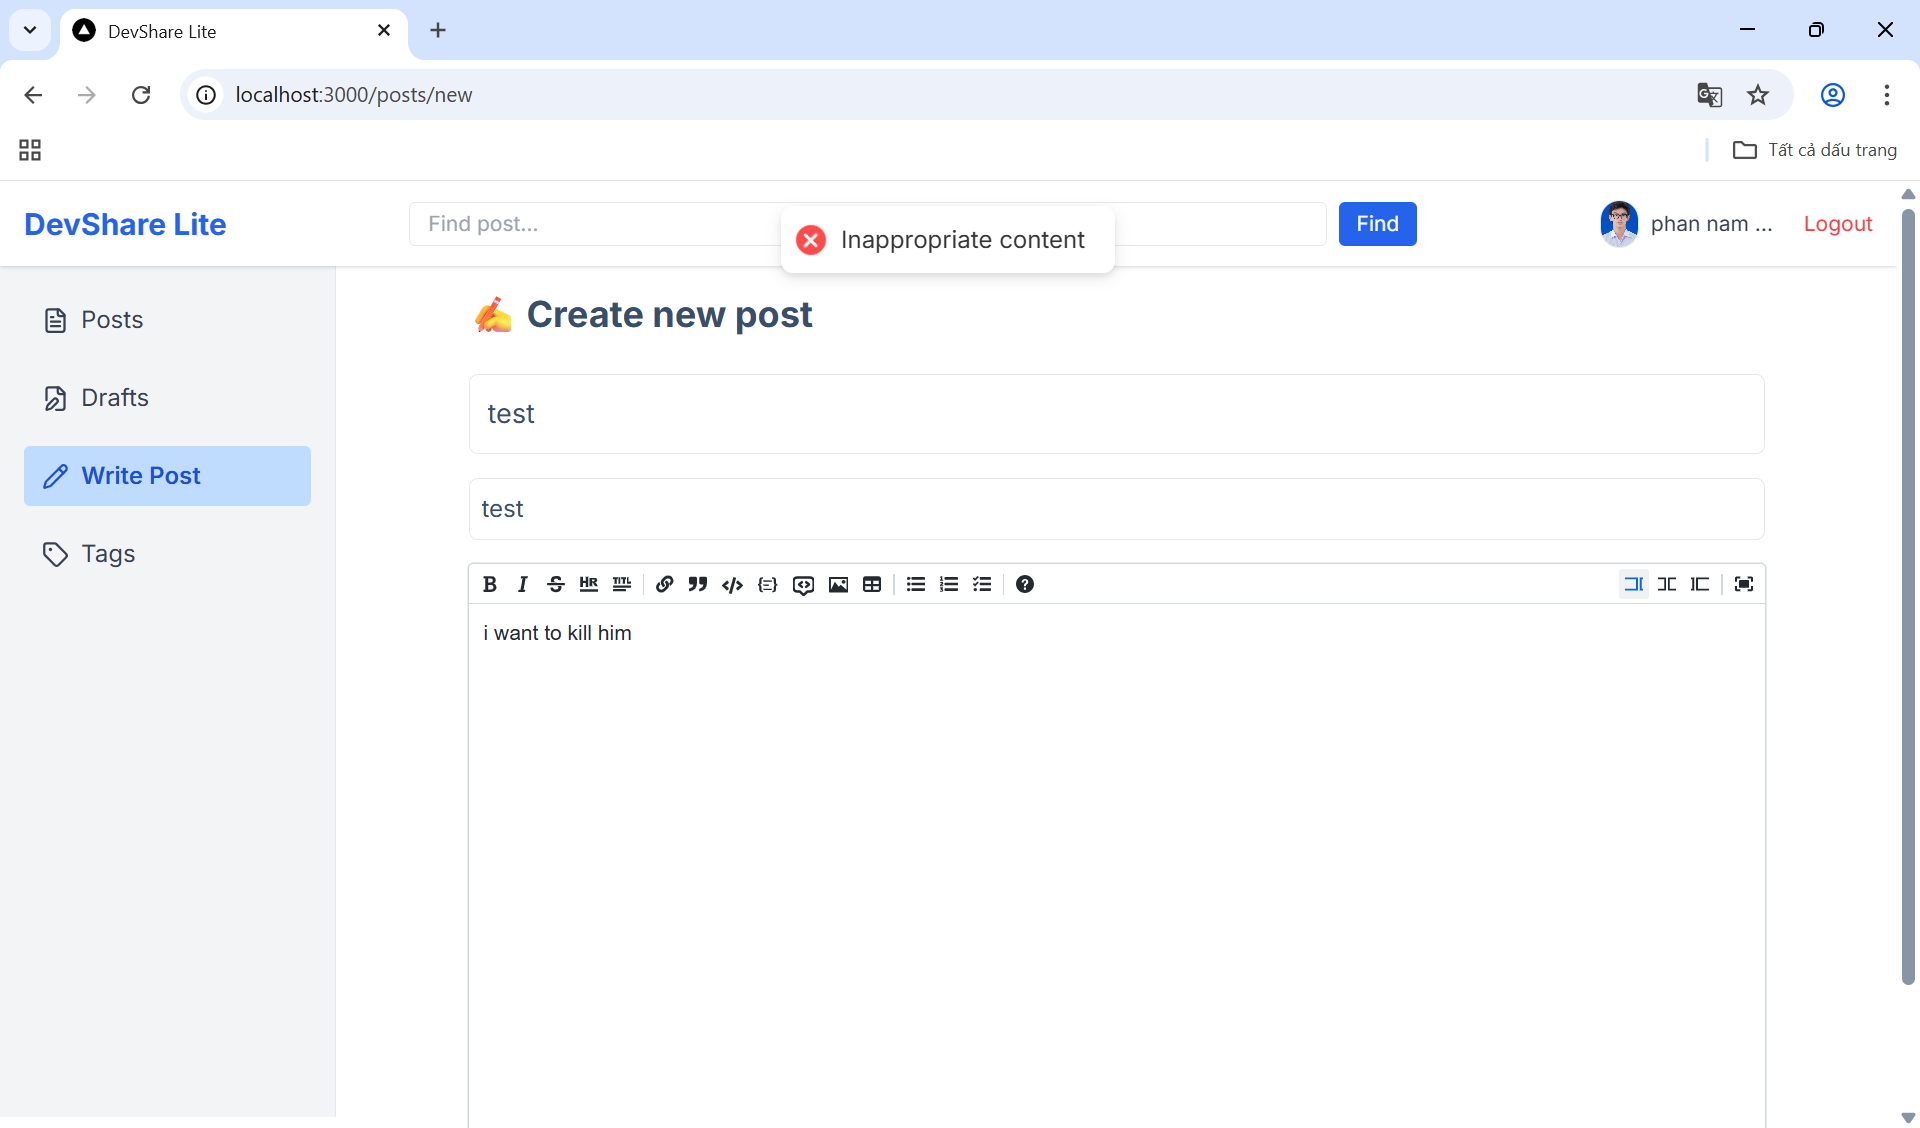 DevShare Lite
localhost:3000/posts/new
Tất cả dấu trang
DevShare Lite
Find post...
Find
phan nam ...
Logout
Inappropriate content
Posts
Drafts
Write Post
Tags
✍️ Create new post
test
test
B I S HR TITL
i want to kill him